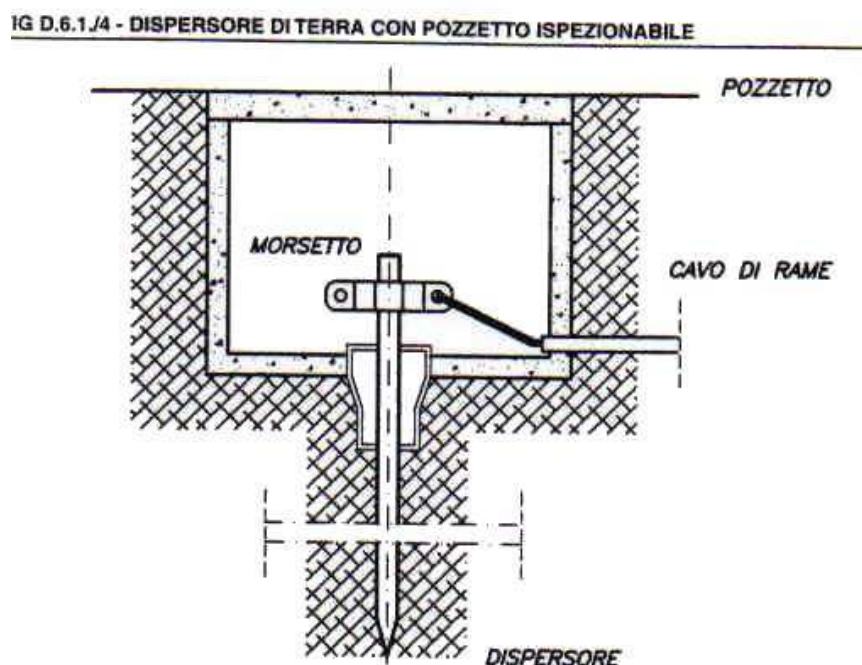 IG D.6.1./4 - DISPERSORE DI TERRA CON POZZETTO ISPEZIONABILE
POZZETTO
MORSETTO
CAVO DI RAME
DISPERSORE